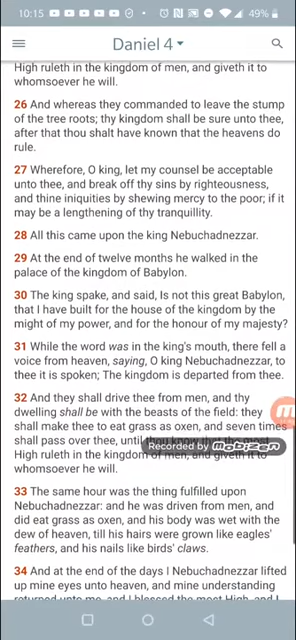 10:15
49%
Daniel 4
High ruleth in the kingdom of men, and giveth it to
whomsoever he will.
26 And whereas they commanded to leave the stump
of the tree roots; thy kingdom shall be sure unto thee,
after that thou shalt have known that the heavens do
rule.
27 Wherefore, O king, let my counsel be acceptable
unto thee, and break off thy sins by righteousness,
and thine iniquities by shewing mercy to the poor; if it
may be a lengthening of thy tranquillity.
28 All this came upon the king Nebuchadnezzar.
29 At the end of twelve months he walked in the
palace of the kingdom of Babylon.
30 The king spake, and said, Is not this great Babylon,
that I have built for the house of the kingdom by the
might of my power, and for the honour of my majesty?
31 While the word was in the king's mouth, there fell a
voice from heaven, saying, O king Nebuchadnezzar, to
thee it is spoken; The kingdom is departed from thee.
32 And they shall drive thee from men, and thy
dwelling shall be with the beasts of the field: they
shall make thee to eat grass as oxen, and seven times
shall pass over thee, until thou know that the most
Recorded by MOBIZEN
High ruleth in the kingdom of men, and giveth it to
whomsoever he will.
33 The same hour was the thing fulfilled upon
Nebuchadnezzar: and he was driven from men, and
did eat grass as oxen, and his body was wet with the
dew of heaven, till his hairs were grown like eagles'
feathers, and his nails like birds' claws.
34 And at the end of the days I Nebuchadnezzar lifted
up mine eyes unto heaven, and mine understanding
returned unto me, and I blessed the most High, and I